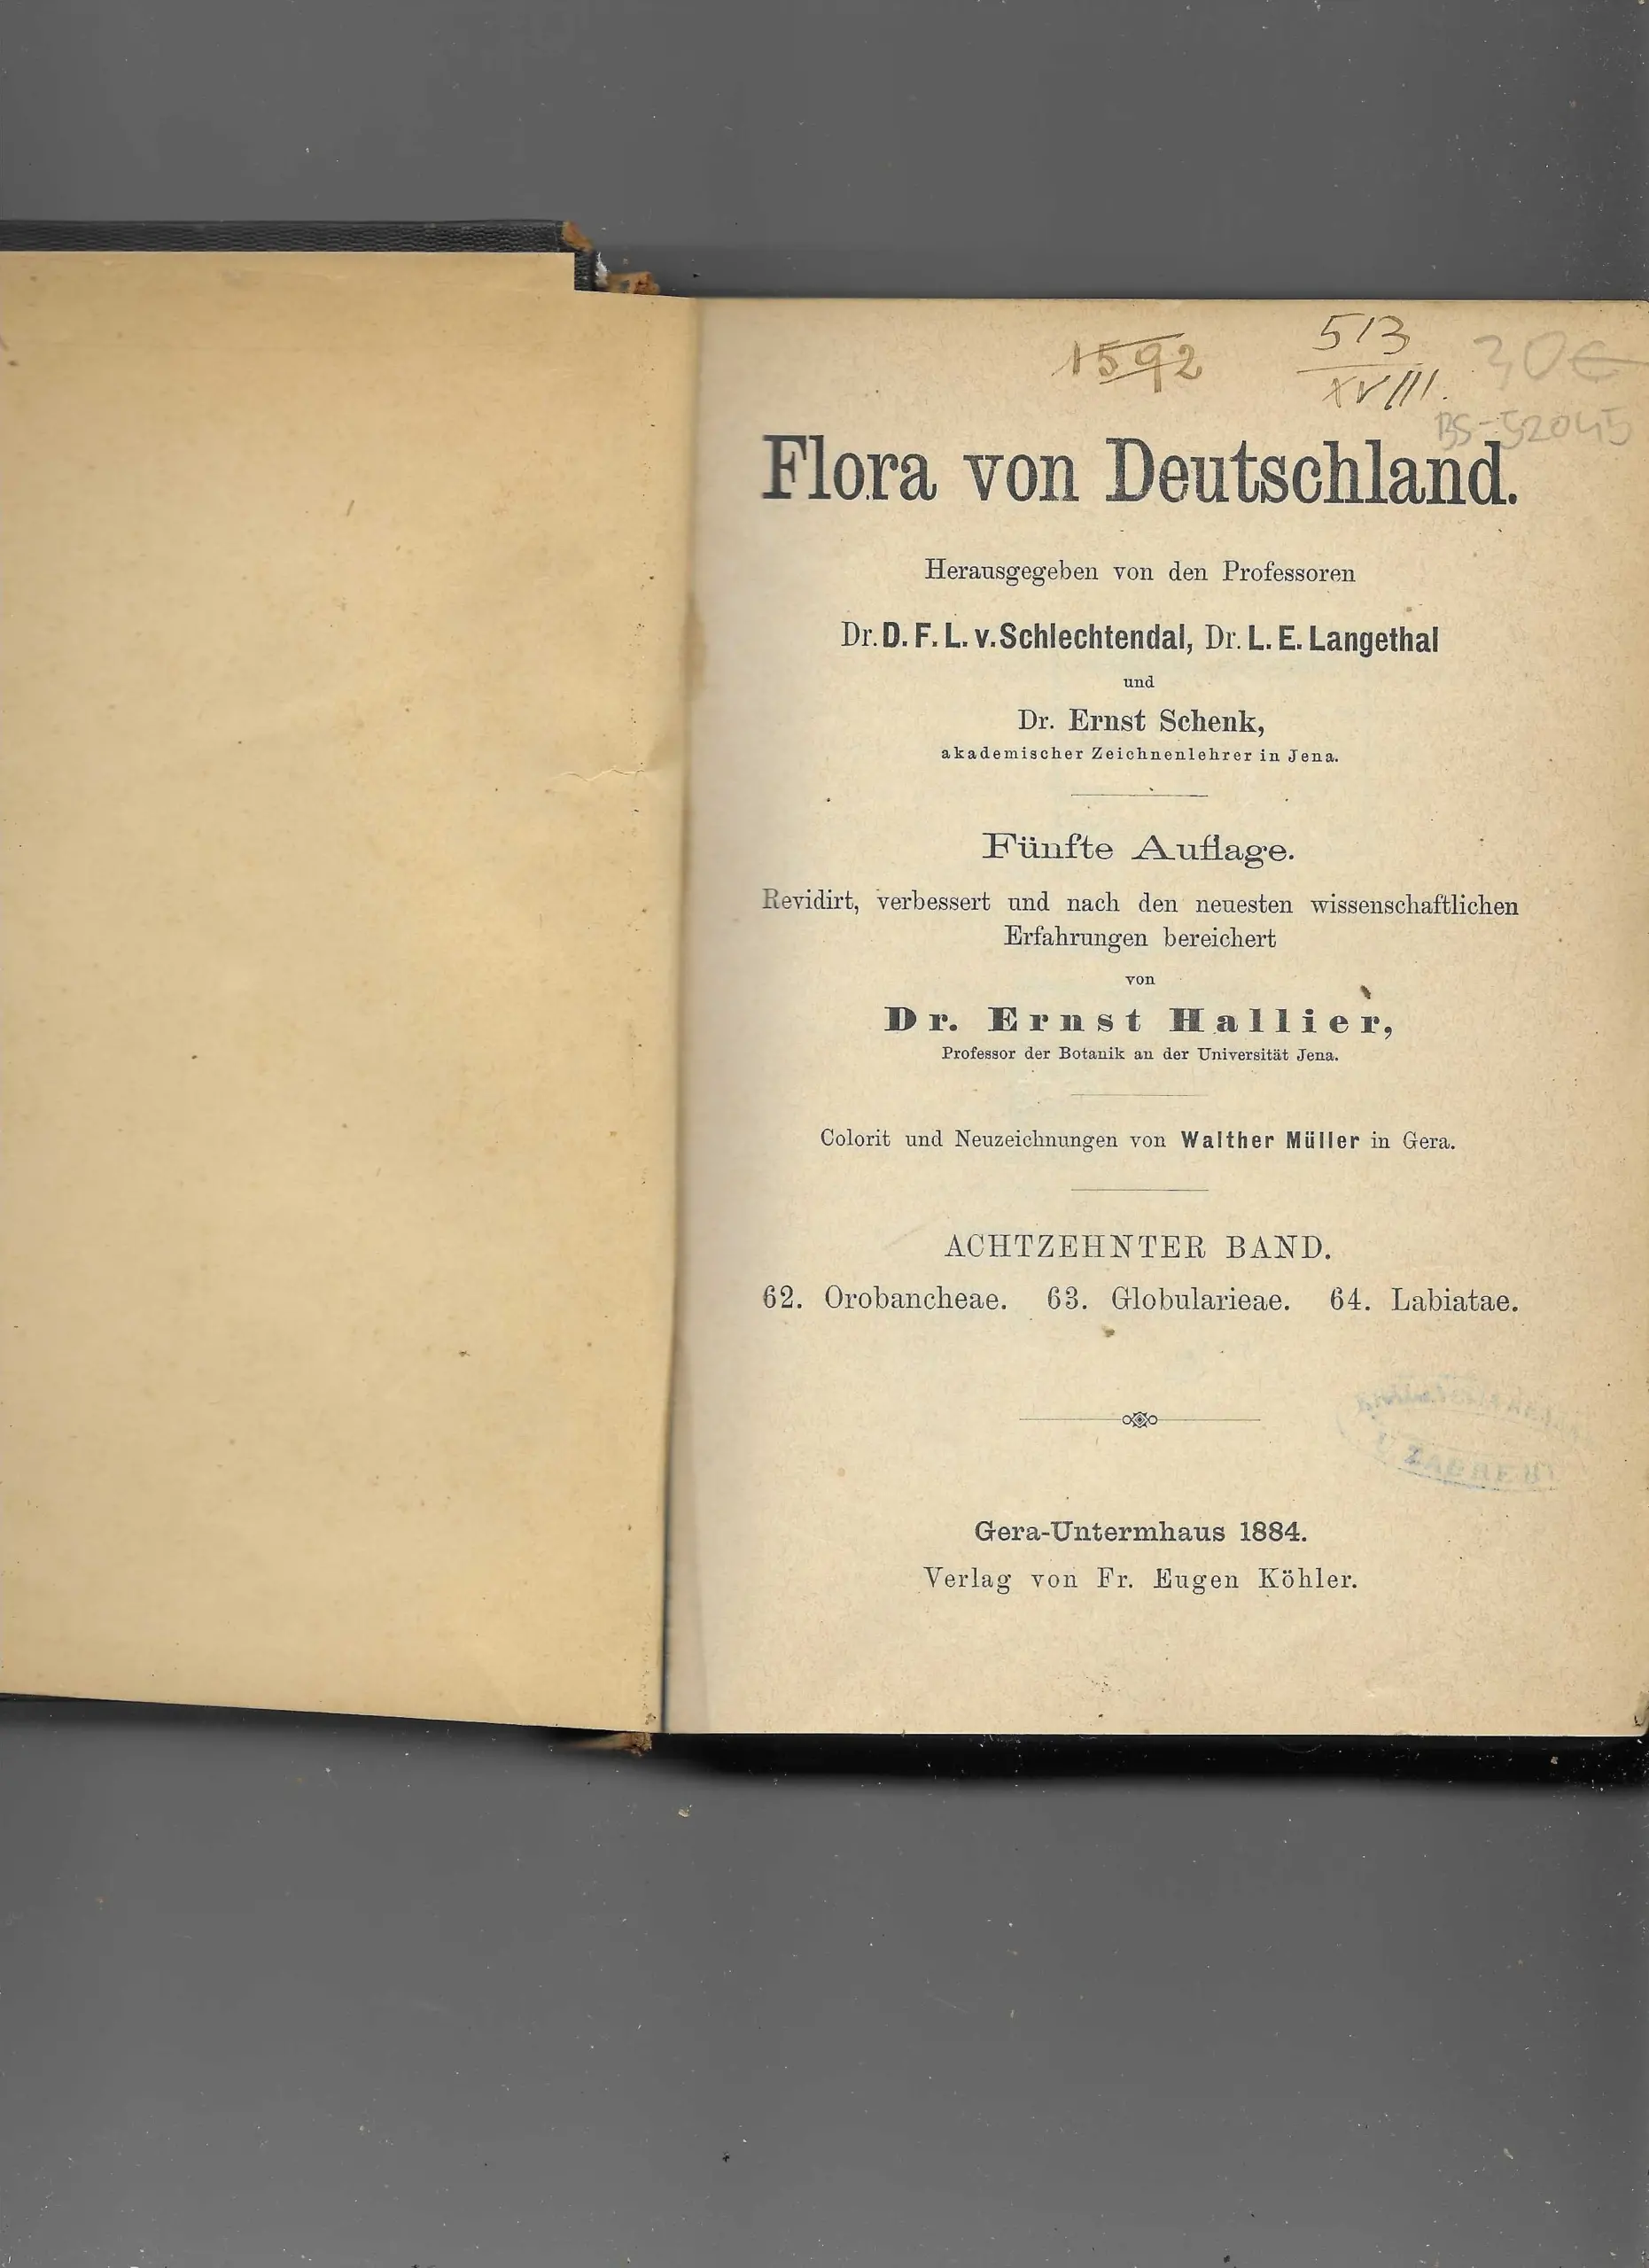 1592
513
XVIII.
30€
BS-52045
Flora von Deutschland.
Herausgegeben von den Professoren
Dr. D. F. L. v. Schlechtendal, Dr. L. E. Langethal
und
Dr. Ernst Schenk,
akademischer Zeichnenlehrer in Jena.
Fünfte Auflage.
Revidirt, verbessert und nach den neuesten wissenschaftlichen
Erfahrungen bereichert
von
Dr. Ernst Hallier,
Professor der Botanik an der Universität Jena.
Colorit und Neuzeichnungen von Walther Müller in Gera.
ACHTZEHNTER BAND.
62. Orobancheae. 63. Globularieae. 64. Labiatae.
U ZAGREBU
Gera-Untermhaus 1884.
Verlag von Fr. Eugen Köhler.